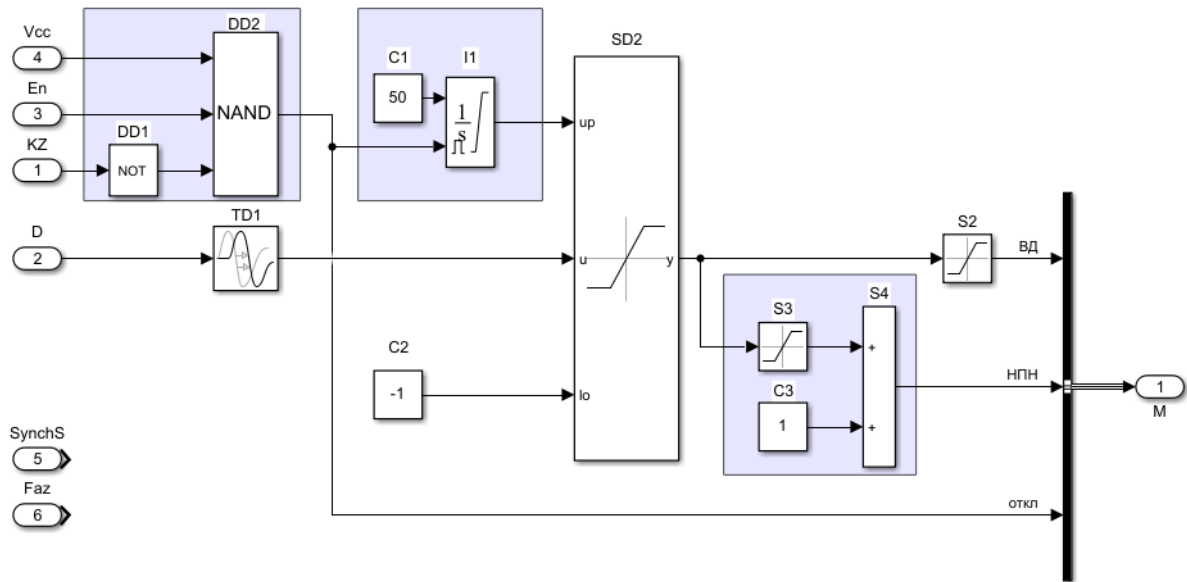 Vcc
4
En
3
KZ
1
DD1
NOT
DD2
NAND
D
2
TD1
C1
50
I1
1
s
SD2
up
u
y
lo
C2
-1
S2
ВД
S3
S4
+
+
C3
1
НПН
откл
1
M
SynchS
5
Faz
6